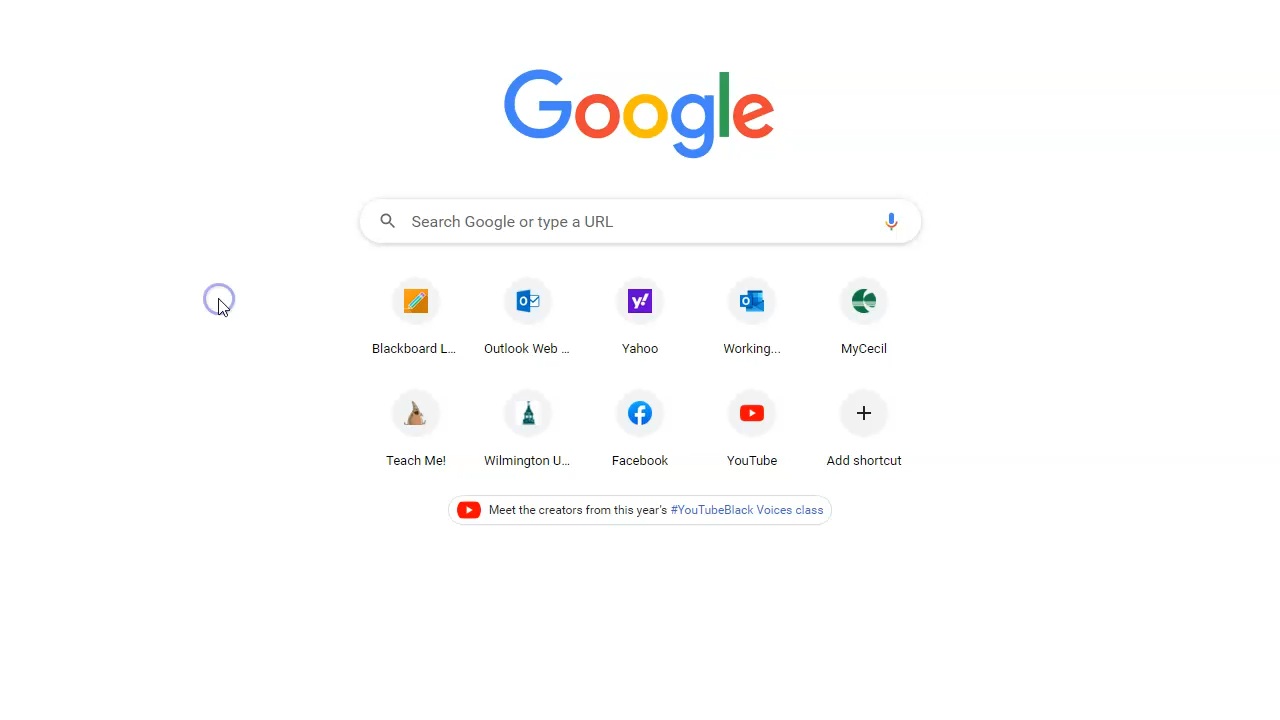 Google
Search Google or type a URL
Blackboard L... Outlook Web ... Yahoo Working... MyCecil
Teach Me! Wilmington U... Facebook YouTube Add shortcut
Meet the creators from this year's #YouTubeBlack Voices class